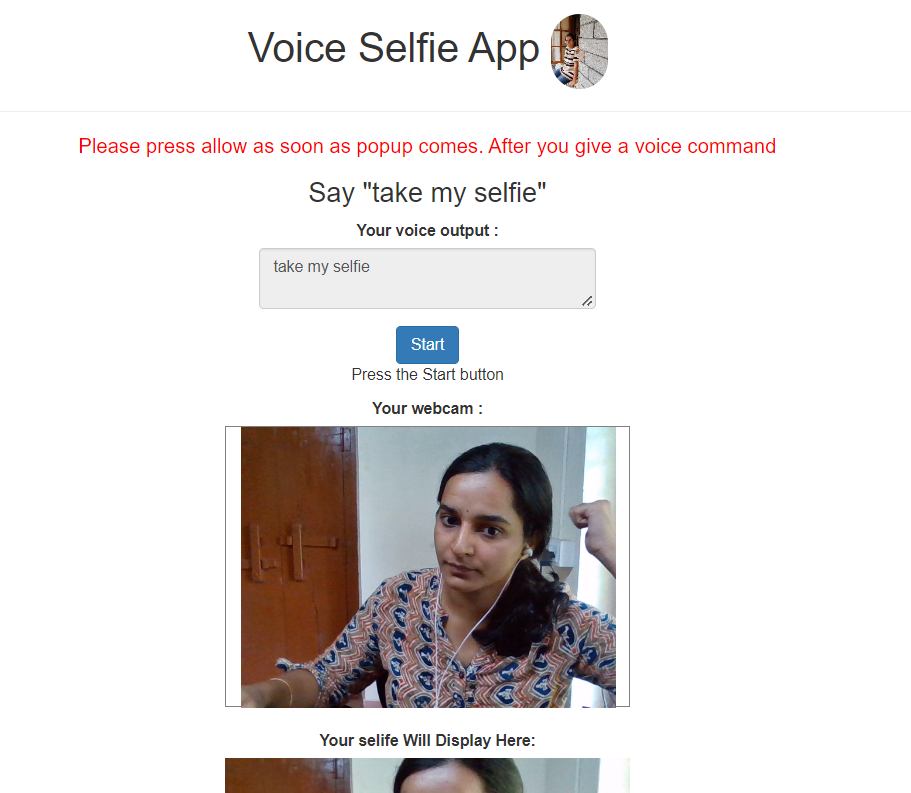 Voice Selfie App
Please press allow as soon as popup comes. After you give a voice command
Say "take my selfie"
Your voice output :
take my selfie
Start
Press the Start button
Your webcam :
Your selife Will Display Here: